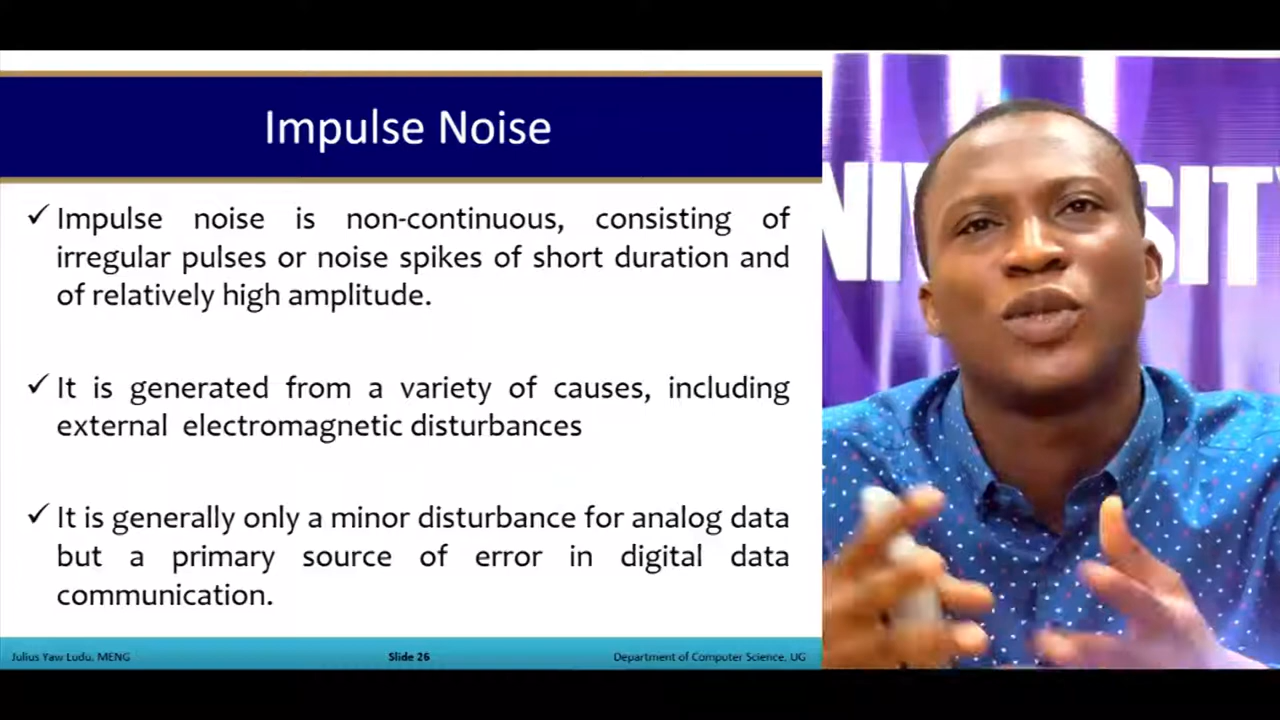 Impulse Noise
✓ Impulse noise is non-continuous, consisting of
irregular pulses or noise spikes of short duration and
of relatively high amplitude.
✓ It is generated from a variety of causes, including
external electromagnetic disturbances
✓ It is generally only a minor disturbance for analog data
but a primary source of error in digital data
communication.
Julius Yaw Ludu, MENG
Slide 26
Department of Computer Science, UG